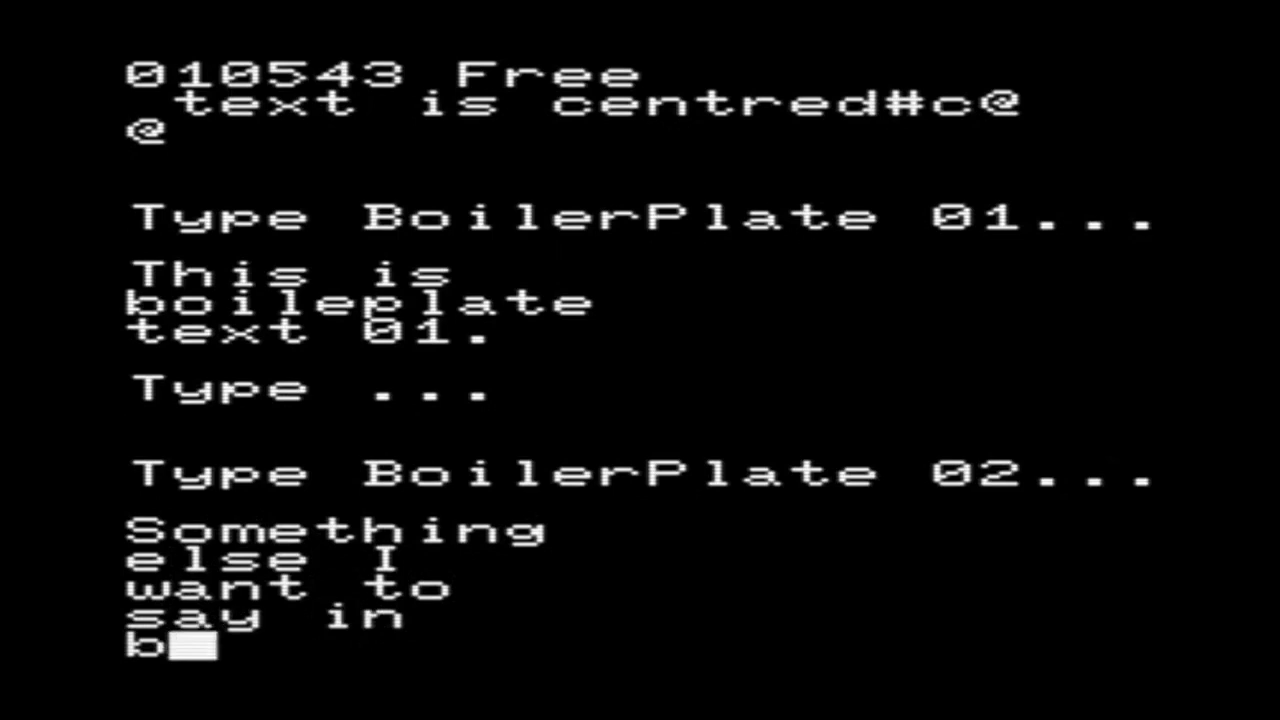 010543 Free
text is centred#c@
@
Type BoilerPlate 01...
This is
boileplate
text 01.
Type ...
Type BoilerPlate 02...
Something
else I
want to
say in
b